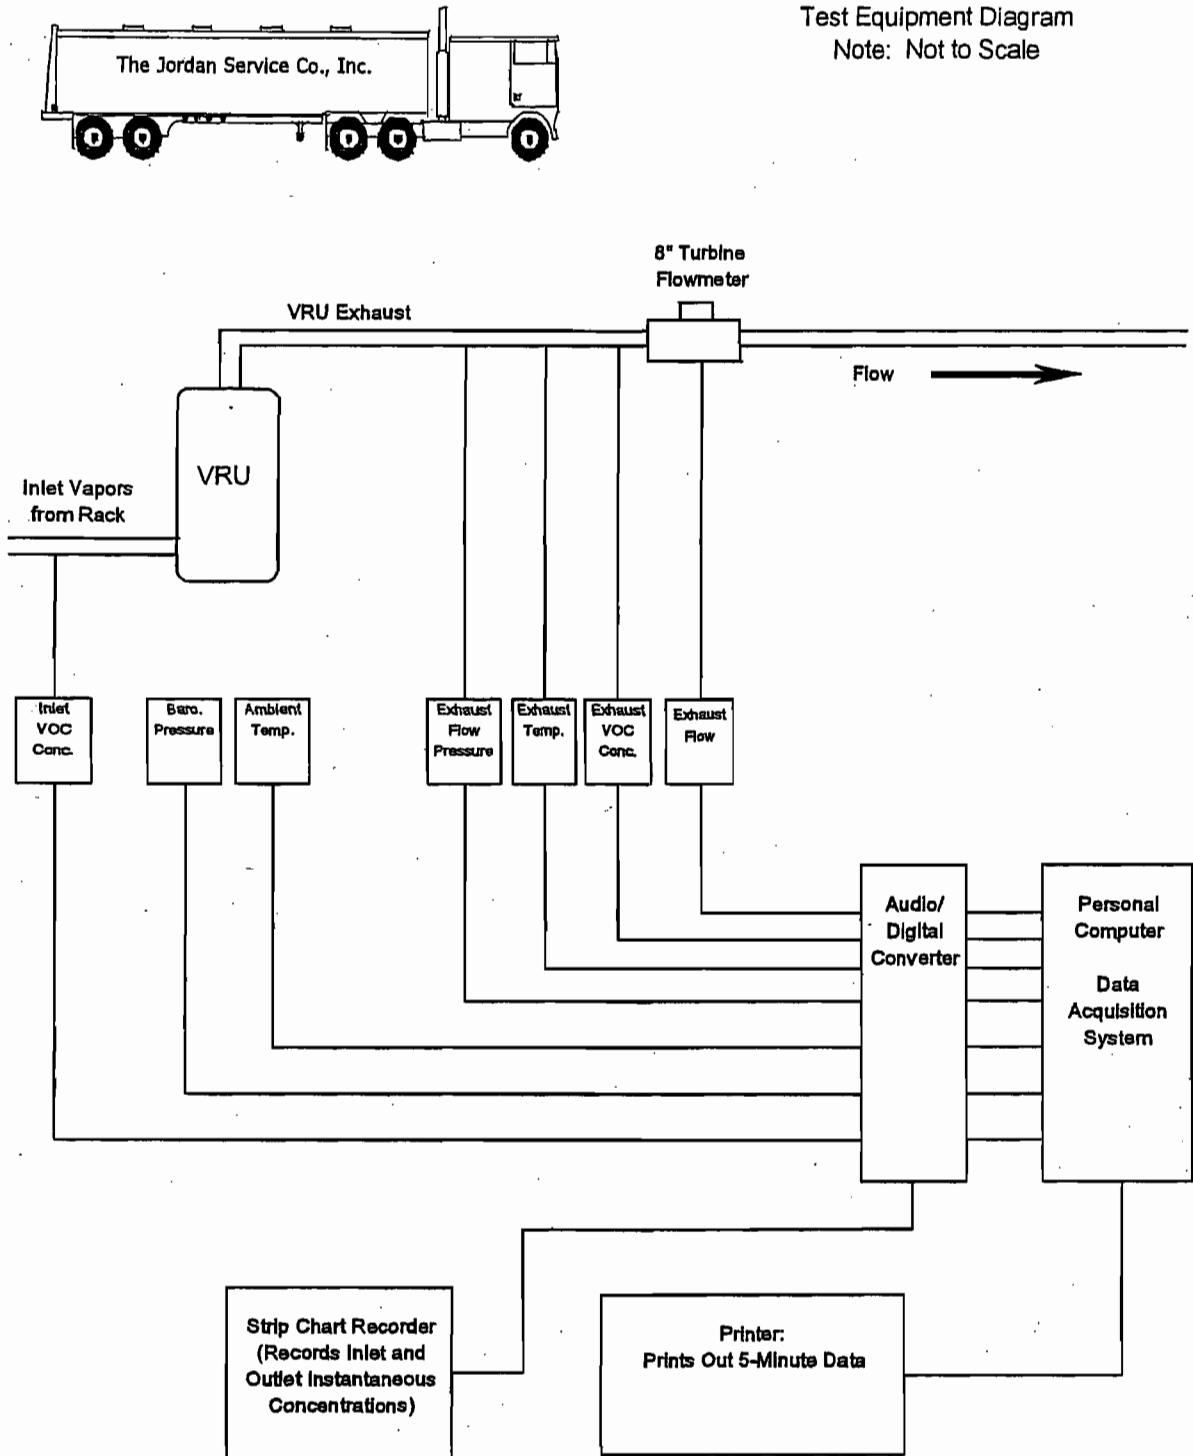 Test Equipment Diagram
Note: Not to Scale
The Jordan Service Co., Inc.
8" Turbine
Flowmeter
VRU Exhaust
Flow
VRU
Inlet Vapors
from Rack
Inlet
VOC
Conc.
Baro.
Pressure
Ambient
Temp.
Exhaust
Flow
Pressure
Exhaust
Temp.
Exhaust
VOC
Conc.
Exhaust
Flow
Audio/
Digital
Converter
Personal
Computer
Data
Acquisition
System
Strip Chart Recorder
(Records Inlet and
Outlet Instantaneous
Concentrations)
Printer:
Prints Out 5-Minute Data